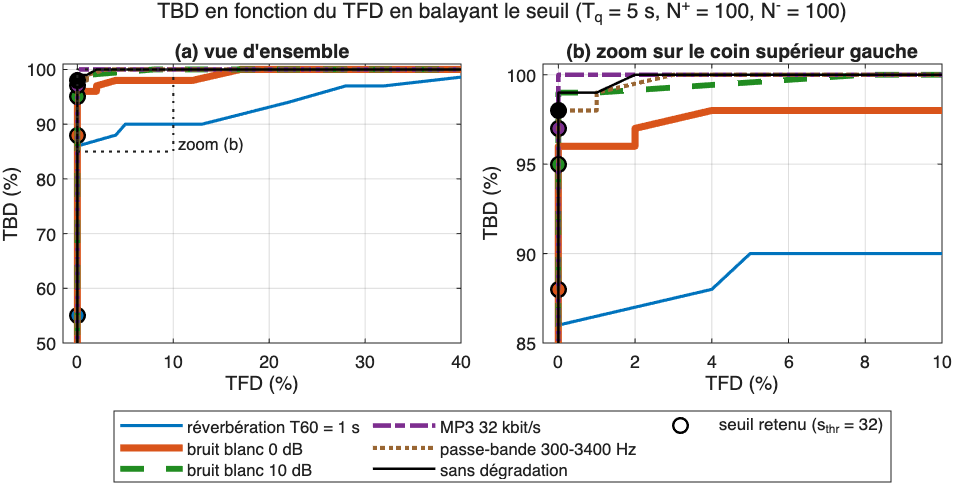 TBD en fonction du TFD en balayant le seuil (Tq = 5 s, N+ = 100, N- = 100)
(a) vue d'ensemble
100
90
80
70
60
50
TBD (%)
zoom (b)
0 10 20 30 40
TFD (%)
(b) zoom sur le coin supérieur gauche
100
95
90
85
TBD (%)
0 2 4 6 8 10
TFD (%)
réverbération T60 = 1 s
bruit blanc 0 dB
bruit blanc 10 dB
MP3 32 kbit/s
passe-bande 300-3400 Hz
sans dégradation
seuil retenu (sthr = 32)